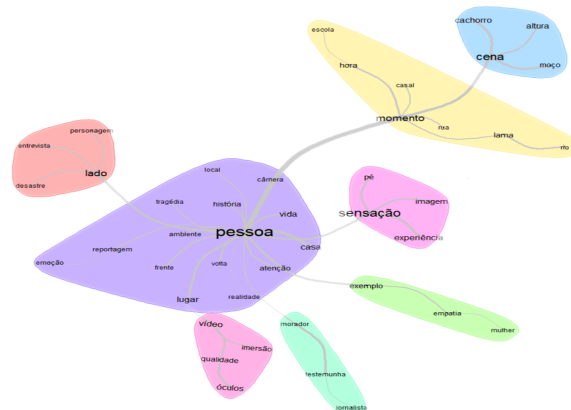 cachorro
altura
escola
cena
hora
moço
casal
momento
rixa
lama
personagem
entrevista
local
lado
câmera
pé
desastre
tragédia
história
imagem
vida
sensação
pessoa
ambiente
experiência
casa
reportagem
emoção
volta
frente
atenção
exemplo
lugar
realidade
empatia
vídeo
morador
mulher
imersão
qualidade
testemunha
óculos
jornalista